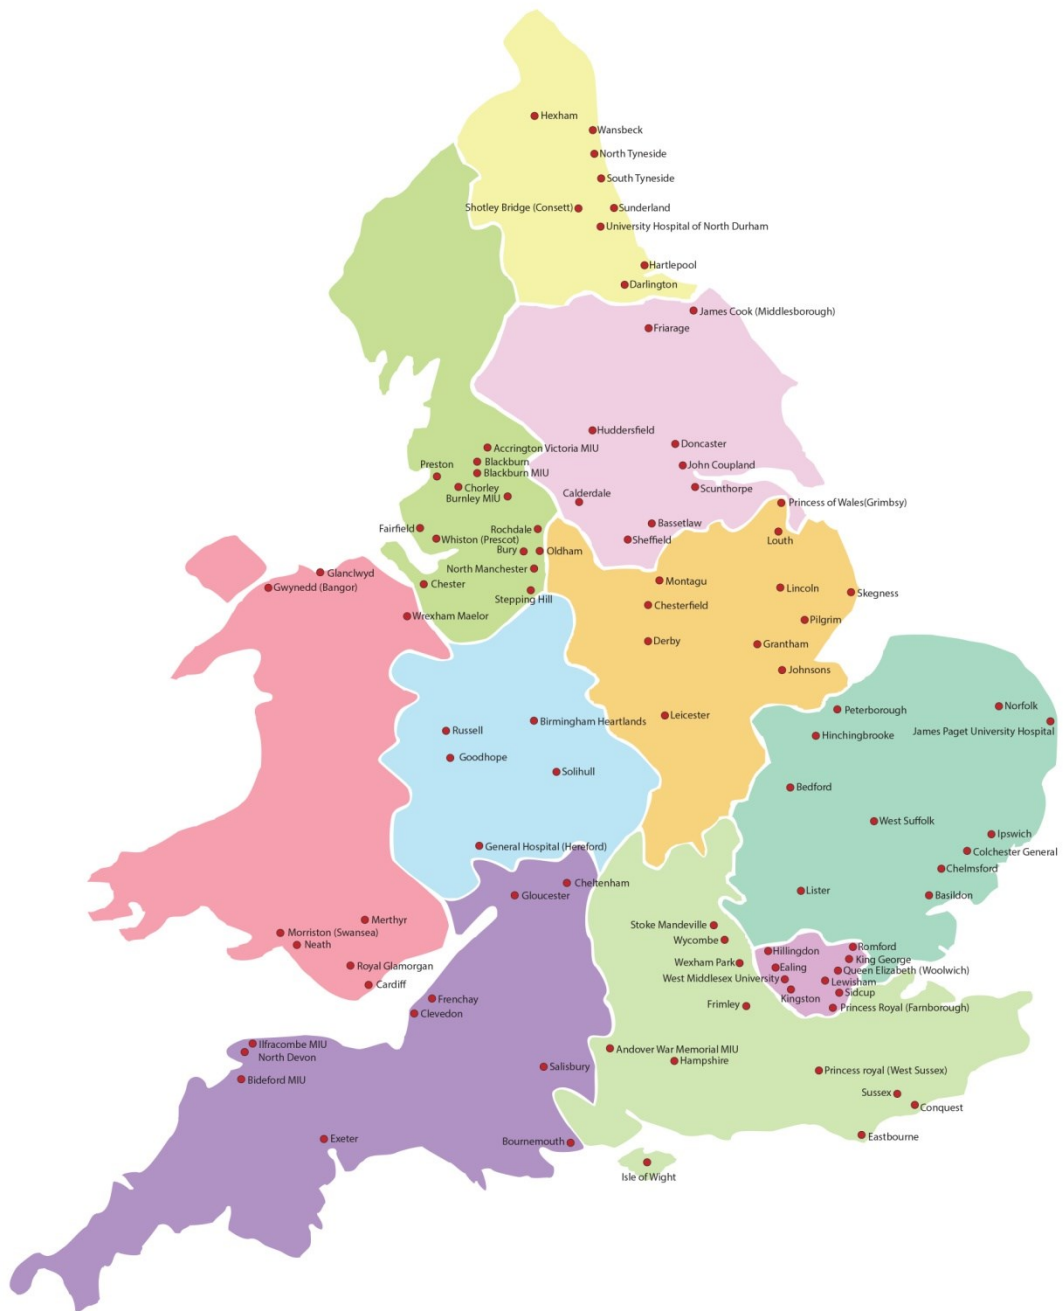 Hexham
Wansbeck
North Tyneside
South Tyneside
Shotley Bridge (Consett)
Sunderland
University Hospital of North Durham
Hartlepool
Darlington
James Cook (Middlesborough)
Friarage
Huddersfield
Doncaster
Accrington Victoria MIU
Blackburn
John Coupland
Preston
Blackburn MIU
Chorley
Scunthorpe
Burnley MIU
Calderdale
Princess of Wales(Grimbsy)
Fairfield
Rochdale
Bassetlaw
Whiston (Prescot)
Sheffield
Louth
Bury
Oldham
North Manchester
Glanclwyd
Gwynedd (Bangor)
Chester
Montagu
Lincoln
Skegness
Stepping Hill
Chesterfield
Wrexham Maelor
Pilgrim
Derby
Grantham
Johnsons
Norfolk
Peterborough
Leicester
Birmingham Heartlands
James Paget University Hospital
Russell
Hinchingbrooke
Goodhope
Solihull
Bedford
West Suffolk
Ipswich
General Hospital (Hereford)
Colchester General
Chelmsford
Cheltenham
Lister
Gloucester
Basildon
Merthyr
Stoke Mandeville
Morriston (Swansea)
Wycombe
Neath
Romford
Hillingdon
King George
Royal Glamorgan
Wexham Park
Ealing
Queen Elizabeth (Woolwich)
West Middlesex University
Lewisham
Cardiff
Sidcup
Kingston
Frenchay
Frimley
Princess Royal (Farnborough)
Clevedon
Ilfracombe MIU
Andover War Memorial MIU
North Devon
Hampshire
Salisbury
Princess royal (West Sussex)
Bideford MIU
Sussex
Conquest
Exeter
Bournemouth
Eastbourne
Isle of Wight